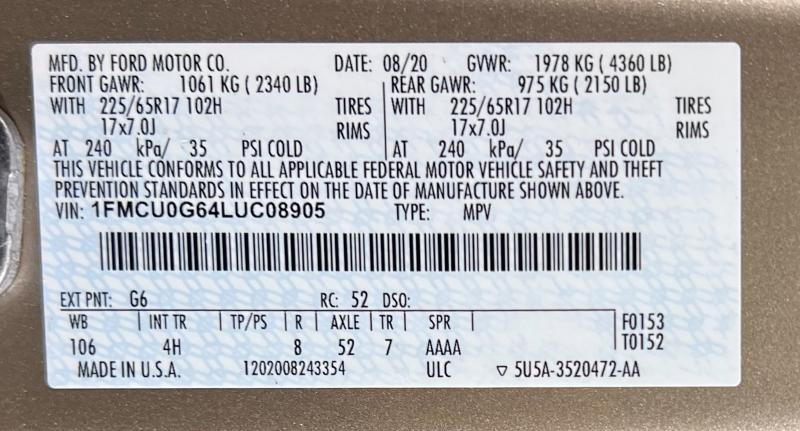 MFD. BY FORD MOTOR CO. DATE: 08/20 GVWR: 1978 KG ( 4360 LB)
FRONT GAWR: 1061 KG ( 2340 LB) REAR GAWR: 975 KG ( 2150 LB)
WITH 225/65R17 102H TIRES WITH 225/65R17 102H TIRES
17x7.0J RIMS 17x7.0J RIMS
AT 240 kPa/ 35 PSI COLD AT 240 kPa/ 35 PSI COLD
THIS VEHICLE CONFORMS TO ALL APPLICABLE FEDERAL MOTOR VEHICLE SAFETY AND THEFT
PREVENTION STANDARDS IN EFFECT ON THE DATE OF MANUFACTURE SHOWN ABOVE.
VIN: 1FMCU0G64LUC08905 TYPE: MPV
EXT PNT: G6 RC: 52 DSO:
WB | INT TR | TP/PS | R | AXLE | TR | SPR | F0153
106 4H 8 52 7 AAAA T0152
MADE IN U.S.A. 1202008243354 ULC ▽ 5U5A-3520472-AA